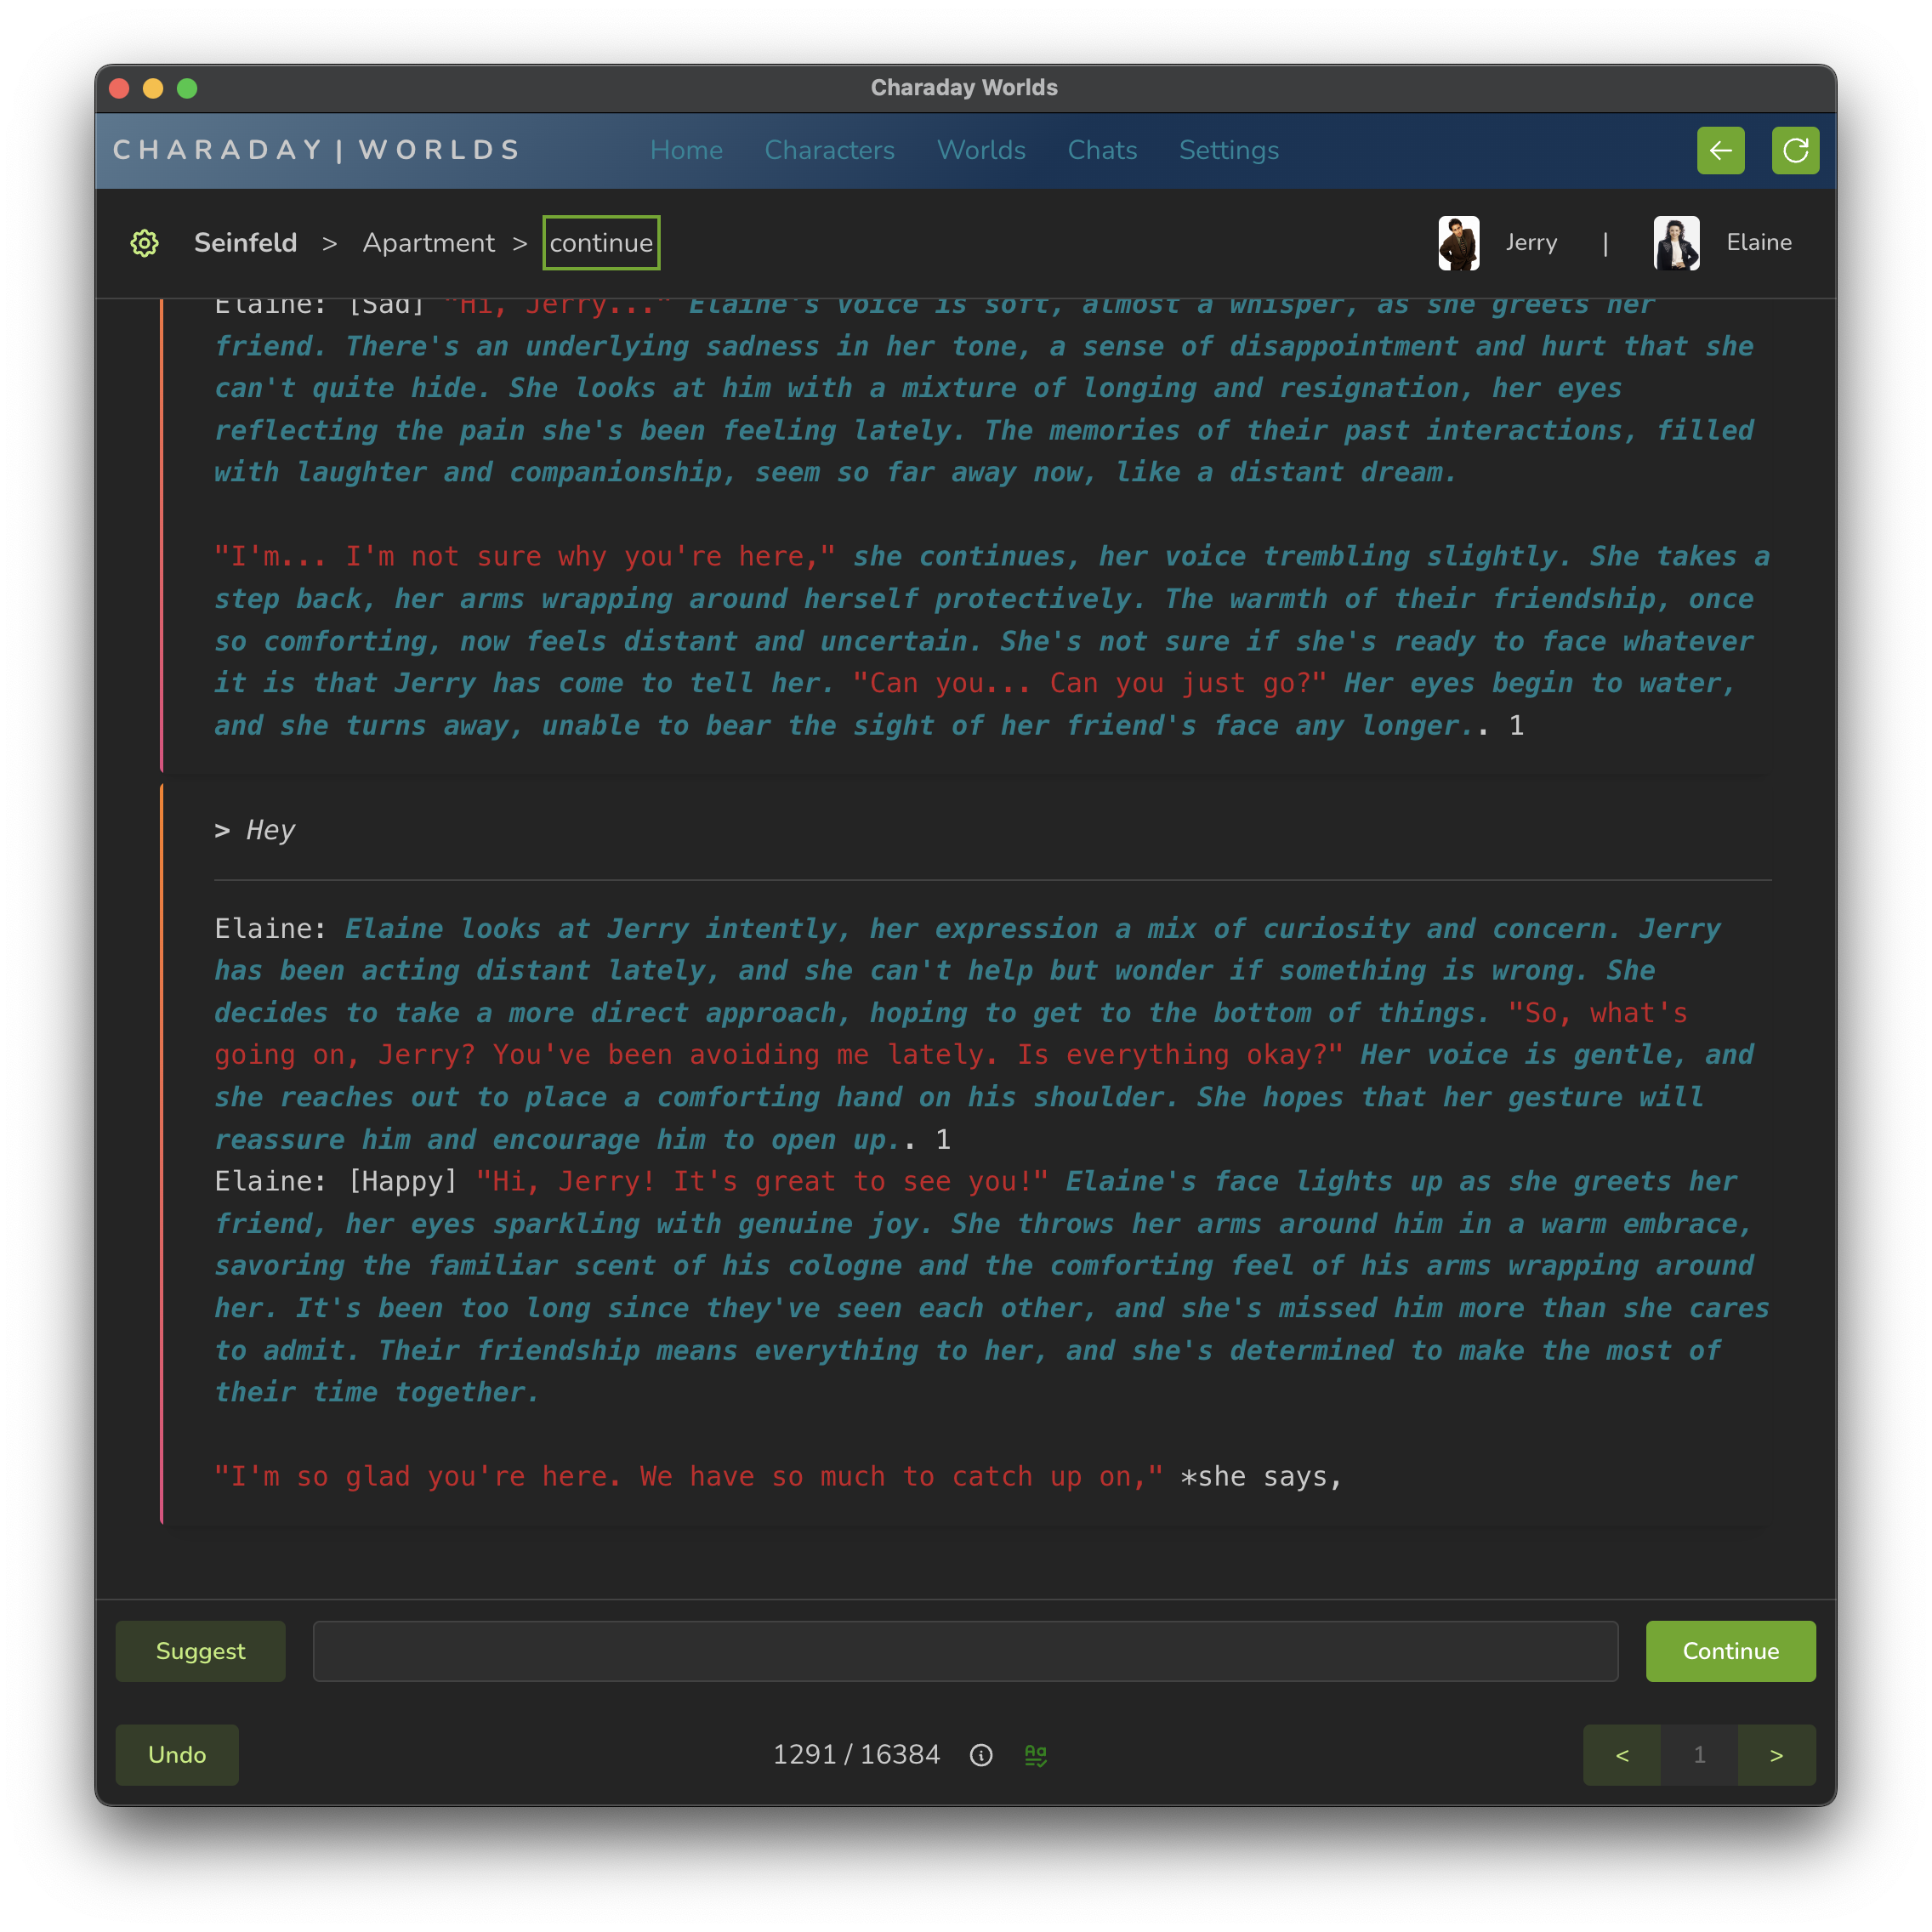 Charaday Worlds
CHARADAY | WORLDS Home Characters Worlds Chats Settings
Seinfeld > Apartment > continue Jerry | Elaine
Elaine: [Sad] "Hi, Jerry..." Elaine's voice is soft, almost a whisper, as she greets her
friend. There's an underlying sadness in her tone, a sense of disappointment and hurt that she
can't quite hide. She looks at him with a mixture of longing and resignation, her eyes
reflecting the pain she's been feeling lately. The memories of their past interactions, filled
with laughter and companionship, seem so far away now, like a distant dream.
"I'm... I'm not sure why you're here," she continues, her voice trembling slightly. She takes a
step back, her arms wrapping around herself protectively. The warmth of their friendship, once
so comforting, now feels distant and uncertain. She's not sure if she's ready to face whatever
it is that Jerry has come to tell her. "Can you... Can you just go?" Her eyes begin to water,
and she turns away, unable to bear the sight of her friend's face any longer.. 1
> Hey
Elaine: Elaine looks at Jerry intently, her expression a mix of curiosity and concern. Jerry
has been acting distant lately, and she can't help but wonder if something is wrong. She
decides to take a more direct approach, hoping to get to the bottom of things. "So, what's
going on, Jerry? You've been avoiding me lately. Is everything okay?" Her voice is gentle, and
she reaches out to place a comforting hand on his shoulder. She hopes that her gesture will
reassure him and encourage him to open up.. 1
Elaine: [Happy] "Hi, Jerry! It's great to see you!" Elaine's face lights up as she greets her
friend, her eyes sparkling with genuine joy. She throws her arms around him in a warm embrace,
savoring the familiar scent of his cologne and the comforting feel of his arms wrapping around
her. It's been too long since they've seen each other, and she's missed him more than she cares
to admit. Their friendship means everything to her, and she's determined to make the most of
their time together.
"I'm so glad you're here. We have so much to catch up on," *she says,
Suggest Continue
Undo 1291 / 16384 Aa < 1 >